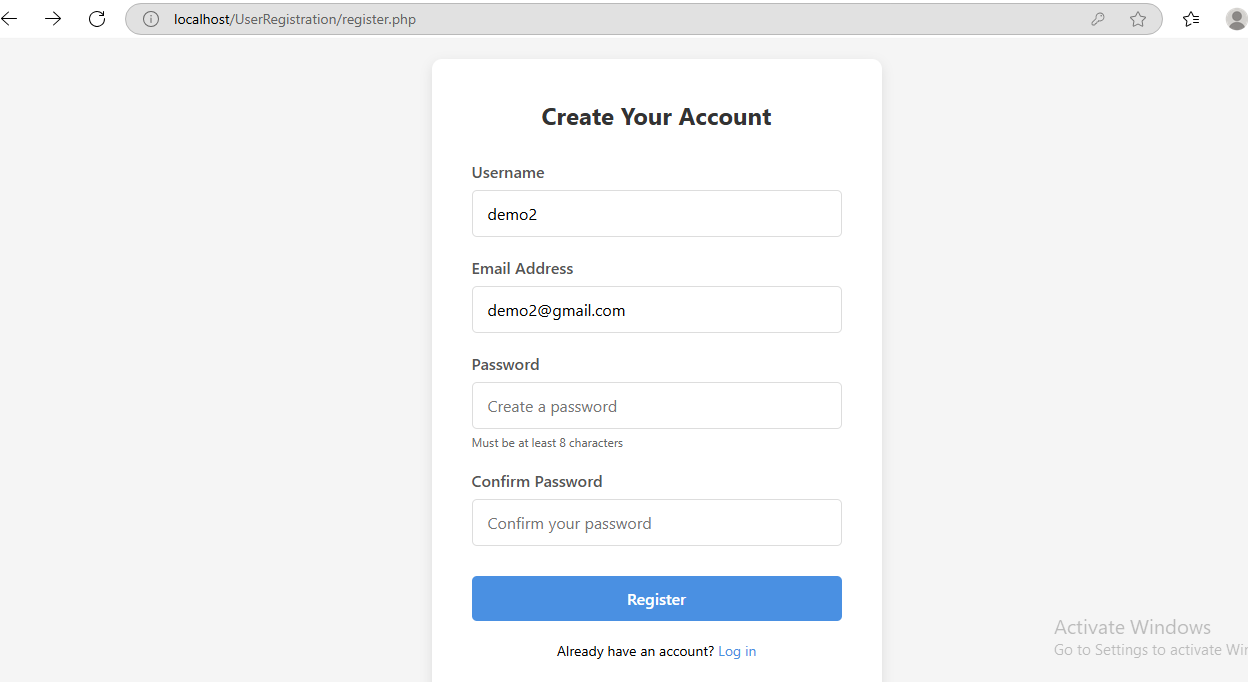 localhost/UserRegistration/register.php
Create Your Account
Username
demo2
Email Address
demo2@gmail.com
Password
Create a password
Must be at least 8 characters
Confirm Password
Confirm your password
Register
Activate Windows
Go to Settings to activate
Already have an account? Log in